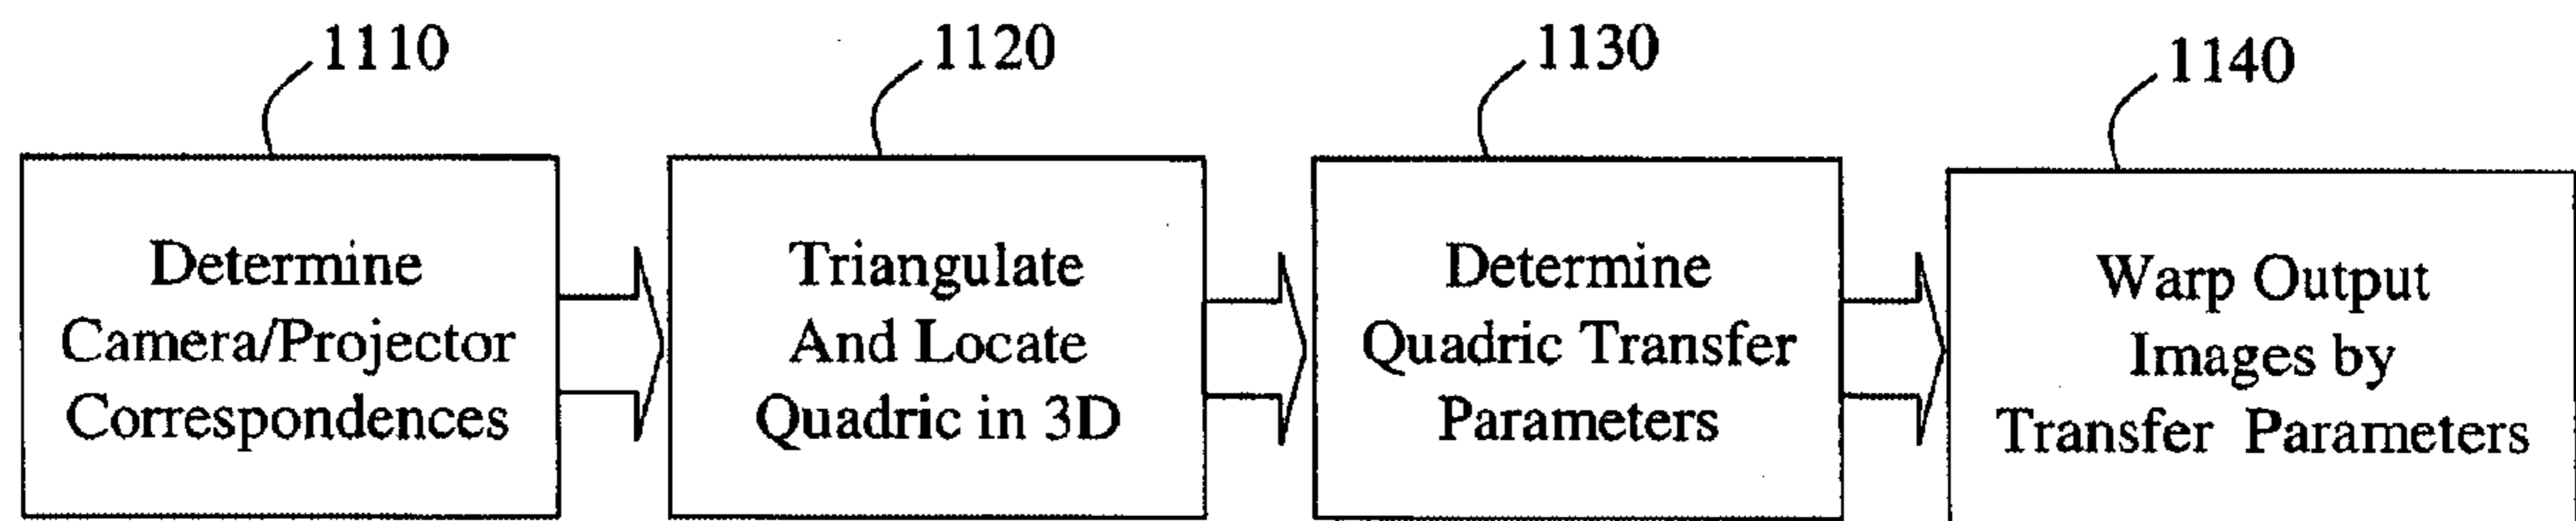 1110
1120
1130
1140
Determine
Camera/Projector
Correspondences
Triangulate
And Locate
Quadric in 3D
Determine
Quadric Transfer
Parameters
Warp Output
Images by
Transfer Parameters